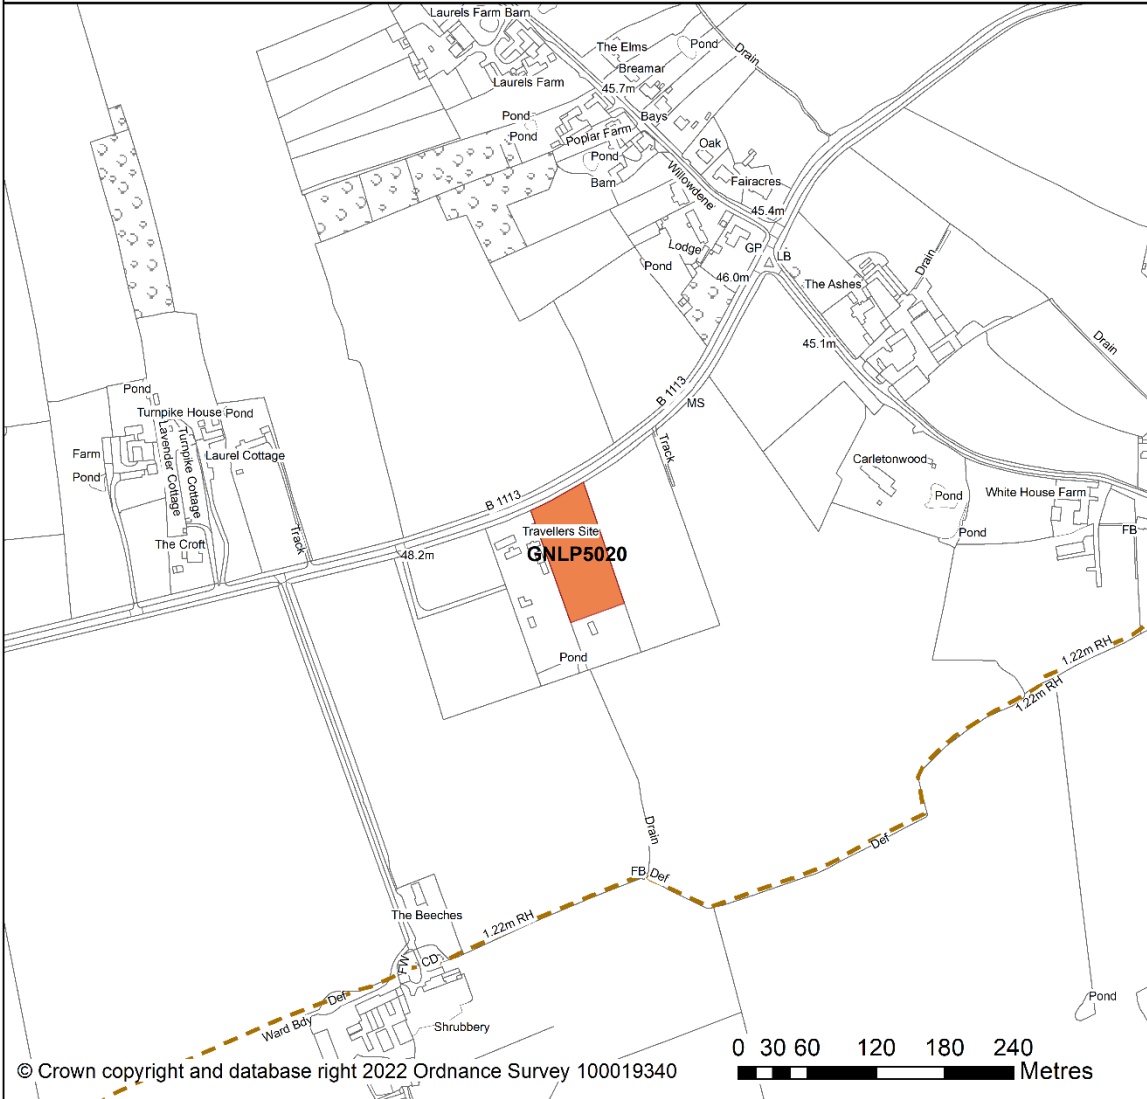 Laurels Farm Barn
The Elms
Pond
Drain
Breamar
Laurels Farm
45.7m
Pond
Bays
Pond
Poplar Farm
Oak
Pond
Barn
Willowdene
Fairacres
45.4m
Lodge
GP
LB
Pond
46.0m
The Ashes
Drain
45.1m
Drain
B 1113
MS
Pond
Turnpike House
Pond
Farm
Lavender Cottage
Turnpike Cottage
Laurel Cottage
Pond
Track
Carletonwood
Pond
White House Farm
B 1113
Travellers Site
Pond
FB
The Croft
Track
48.2m
GNLP5020
Pond
1.22m RH
1.22m RH
Drain
Def
FB
Def
The Beeches
1.22m RH
CD
FW
Def
Ward Bdy
Shrubbery
Pond
0 30 60 120 180 240
Metres
© Crown copyright and database right 2022 Ordnance Survey 100019340